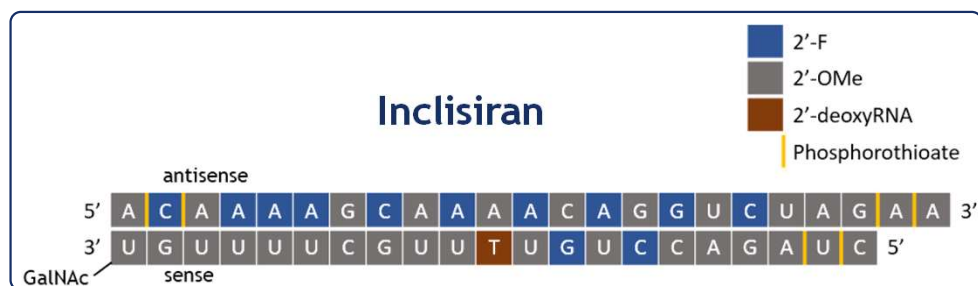 2'-F
2'-OMe
Inclisiran
2'-deoxyRNA
Phosphorothioate
antisense
5' A C A A A A G C A A A A C A G G U C U A G A A 3'
3' U G U U U U C G U U T U G U C C A G A U C 5'
GalNAc sense